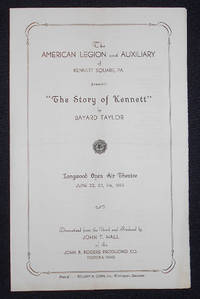 The
AMERICAN LEGION and AUXILIARY
of
KENNETT SQUARE, PA.
presents
"The Story of Kennett"
by
BAYARD TAYLOR
Longwood Open Air Theatre
JUNE 22, 23, 24,
Dramatized from the Novel and Produced by
JOHN T. HALL
of the
JOHN B. ROGERS PRODUCING CO.
FOSTORIA, OHIO